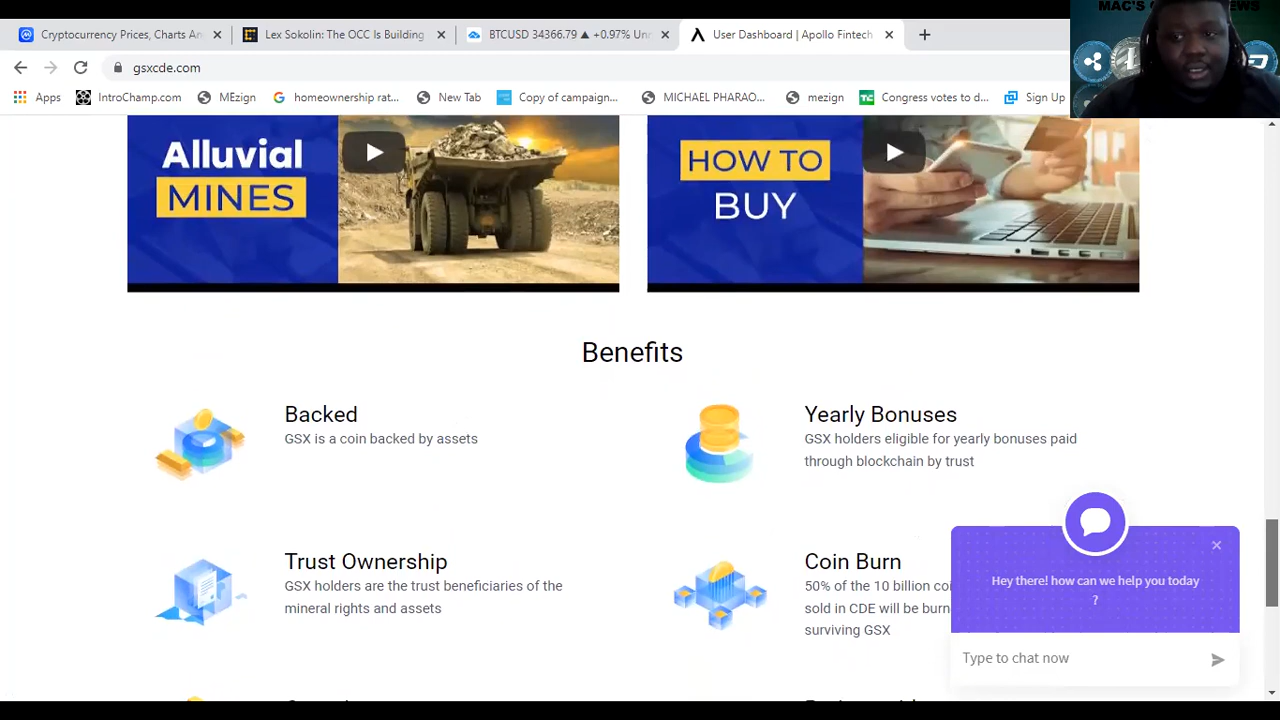 MAC'S
EWS
Cryptocurrency Prices, Charts An
Lex Sokolin: The OCC Is Building
BTCUSD 34366.79 ▲ +0.97% Unn
User Dashboard | Apollo Fintech
gsxcde.com
Apps
IntroChamp.com
MEzign
homeownership rat...
New Tab
Copy of campaign...
MICHAEL PHARAO...
mezign
Congress votes to d...
Sign Up
Alluvial
MINES
HOW TO
BUY
Benefits
Backed
GSX is a coin backed by assets
Yearly Bonuses
GSX holders eligible for yearly bonuses paid
through blockchain by trust
Trust Ownership
GSX holders are the trust beneficiaries of the
mineral rights and assets
Coin Burn
50% of the 10 billion coi
sold in CDE will be burn
surviving GSX
Hey there! how can we help you today
?
Type to chat now